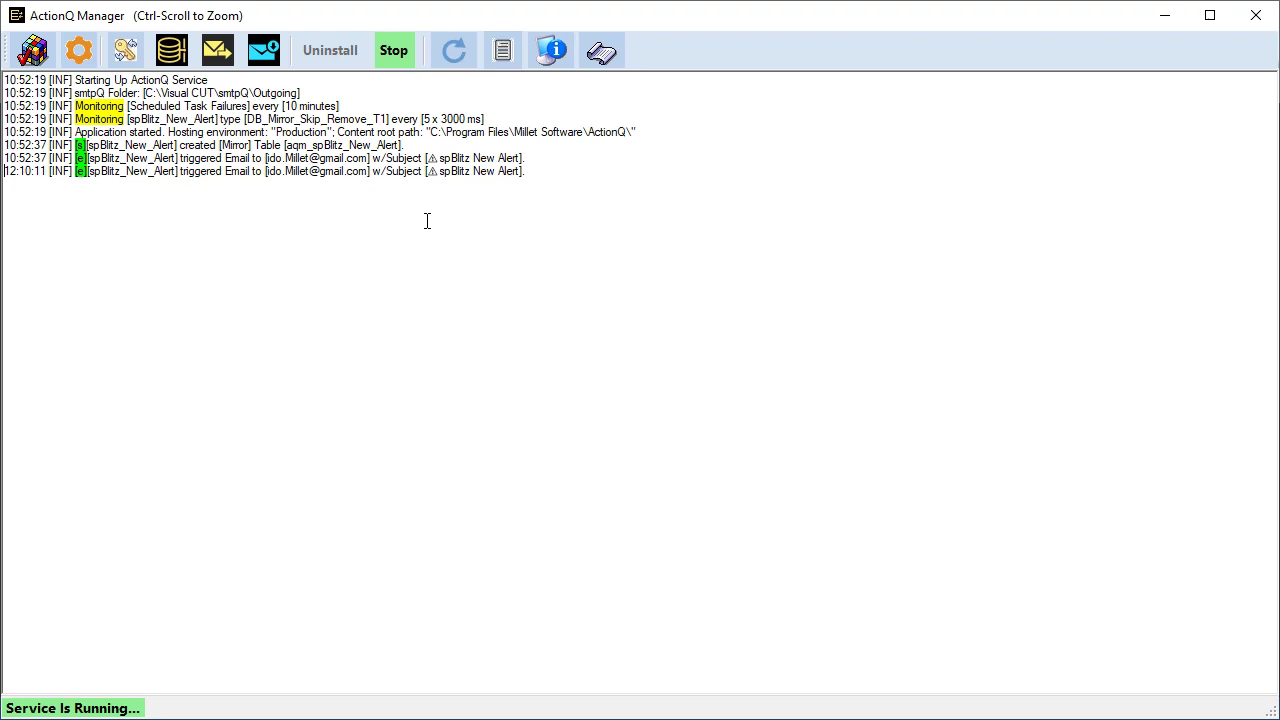 ActionQ Manager   (Ctrl-Scroll to Zoom)
Uninstall Stop
10:52:19 [INF] Starting Up ActionQ Service
10:52:19 [INF] smtpQ Folder: [C:\Visual CUT\smtpQ\Outgoing]
10:52:19 [INF] Monitoring [Scheduled Task Failures] every [10 minutes]
10:52:19 [INF] Monitoring [spBlitz_New_Alert] type [DB_Mirror_Skip_Remove_T1] every [5 x 3000 ms]
10:52:19 [INF] Application started. Hosting environment: "Production"; Content root path: "C:\Program Files\Millet Software\ActionQ\"
10:52:37 [INF] [s][spBlitz_New_Alert] created [Mirror] Table [aqm_spBlitz_New_Alert].
10:52:37 [INF] [e][spBlitz_New_Alert] triggered Email to [ido.Millet@gmail.com] w/Subject [⚠ spBlitz New Alert].
12:10:11 [INF] [e][spBlitz_New_Alert] triggered Email to [ido.Millet@gmail.com] w/Subject [⚠ spBlitz New Alert].
Service Is Running...